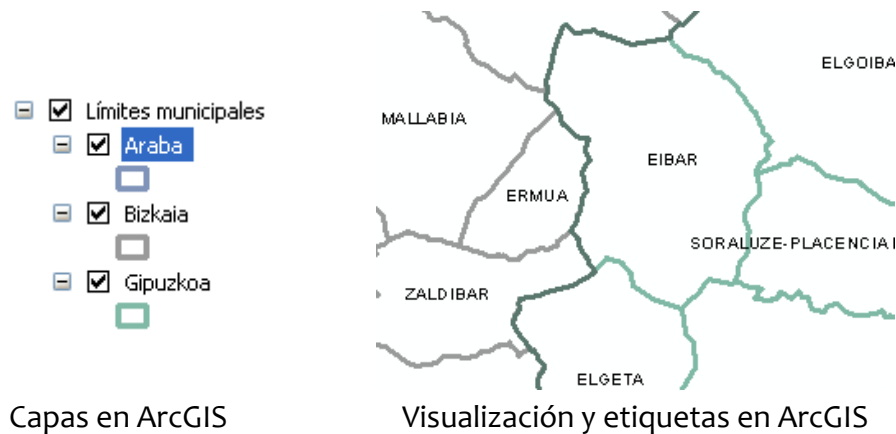 Límites municipales
Araba
Bizkaia
Gipuzkoa
ELGOIBA
MALLABIA
EIBAR
ERMUA
SORALUZE-PLACENCIA
ZALDIBAR
ELGETA
Capas en ArcGIS
Visualización y etiquetas en ArcGIS